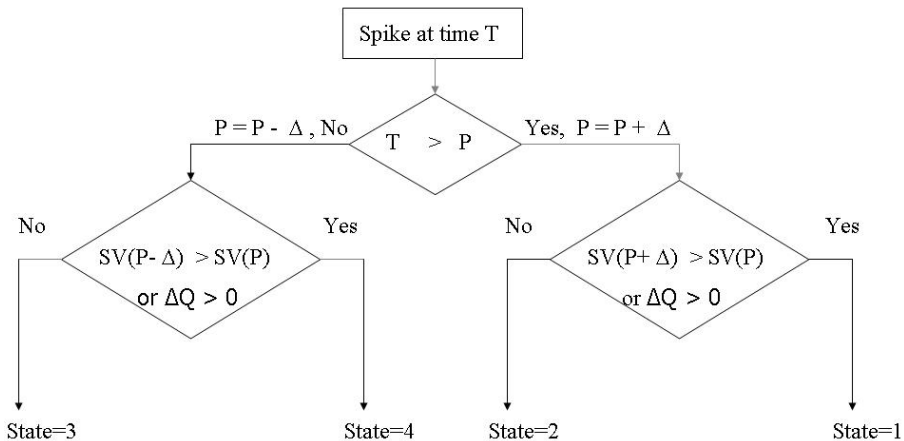 Spike at time T
P = P - Δ , No
T > P
Yes, P = P + Δ
No
Yes
No
Yes
SV(P- Δ) > SV(P)
or ΔQ > 0
SV(P+ Δ) > SV(P)
or ΔQ > 0
State=3
State=4
State=2
State=1